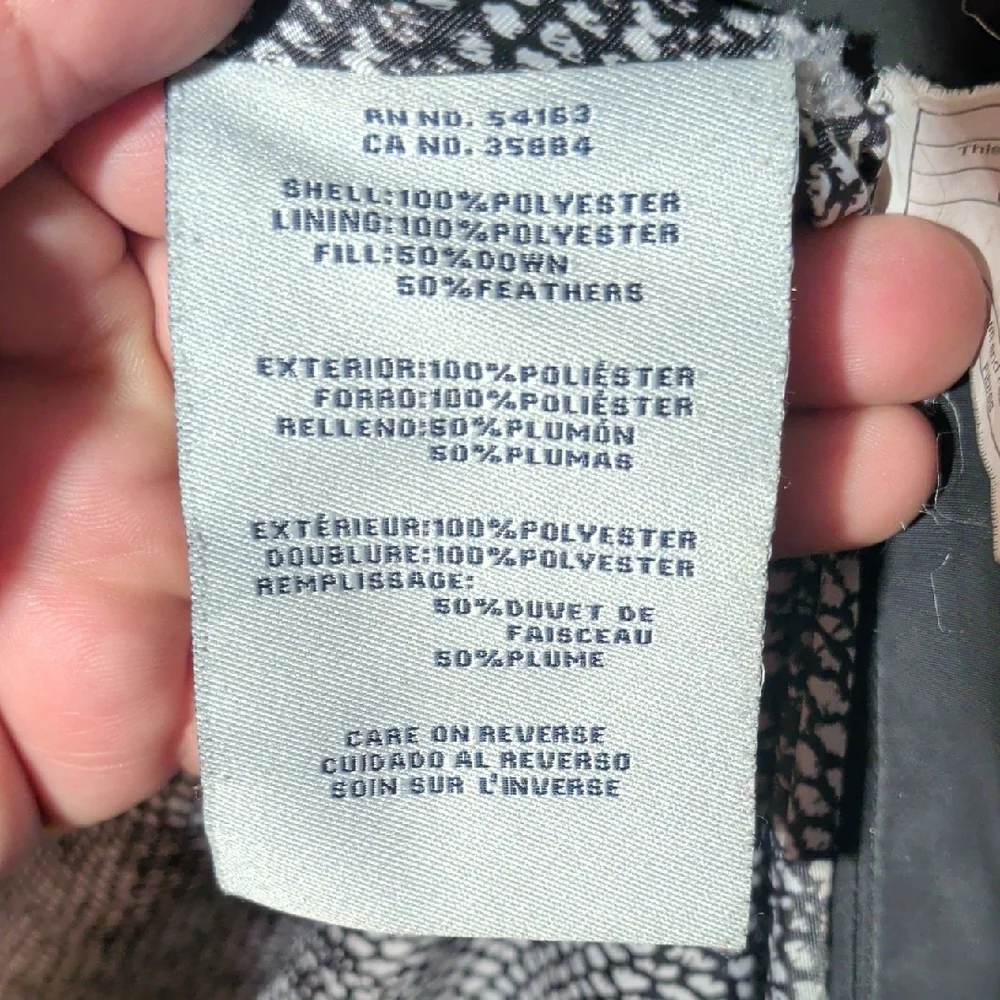 RN NO. 54163
CA NO. 35884
SHELL:100%POLYESTER
LINING:100%POLYESTER
FILL:50%DOWN
50%FEATHERS
EXTERIOR:100%POLIÉSTER
FORRO:100%POLIÉSTER
RELLENO:50%PLUMÓN
50%PLUMAS
EXTÉRIEUR:100%POLYESTER
DOUBLURE:100%POLYESTER
REMPLISSAGE:
50%DUVET DE
FAISCEAU
50%PLUME
CARE ON REVERSE
CUIDADO AL REVERSO
SOIN SUR L'INVERSE
This